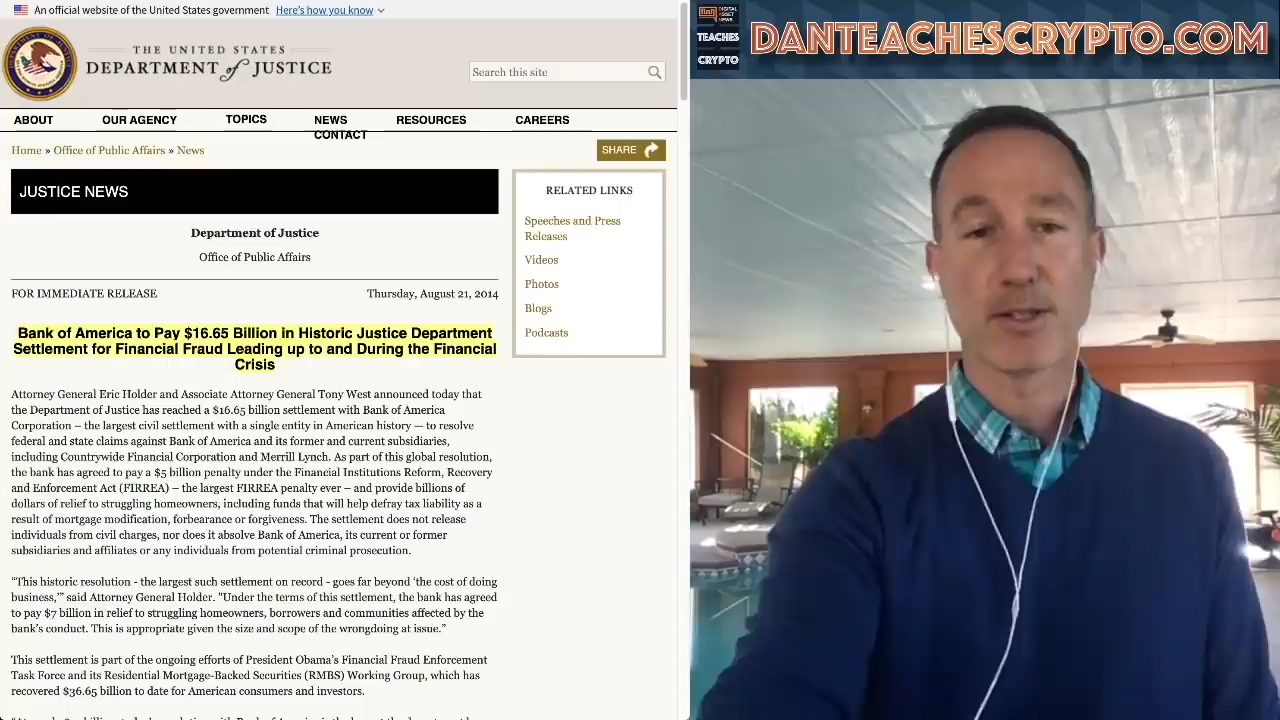 An official website of the United States government Here's how you know
THE UNITED STATES
DEPARTMENT of JUSTICE
Search this site
ABOUT
OUR AGENCY
TOPICS
NEWS
RESOURCES
CAREERS
CONTACT
Home » Office of Public Affairs » News
SHARE
JUSTICE NEWS
Department of Justice
Office of Public Affairs
FOR IMMEDIATE RELEASE
Thursday, August 21, 2014
Bank of America to Pay $16.65 Billion in Historic Justice Department
Settlement for Financial Fraud Leading up to and During the Financial
Crisis
Attorney General Eric Holder and Associate Attorney General Tony West announced today that
the Department of Justice has reached a $16.65 billion settlement with Bank of America
Corporation – the largest civil settlement with a single entity in American history — to resolve
federal and state claims against Bank of America and its former and current subsidiaries,
including Countrywide Financial Corporation and Merrill Lynch. As part of this global resolution,
the bank has agreed to pay a $5 billion penalty under the Financial Institutions Reform, Recovery
and Enforcement Act (FIRREA) – the largest FIRREA penalty ever – and provide billions of
dollars of relief to struggling homeowners, including funds that will help defray tax liability as a
result of mortgage modification, forbearance or forgiveness. The settlement does not release
individuals from civil charges, nor does it absolve Bank of America, its current or former
subsidiaries and affiliates or any individuals from potential criminal prosecution.
“This historic resolution - the largest such settlement on record - goes far beyond ‘the cost of doing
business,’” said Attorney General Holder. "Under the terms of this settlement, the bank has agreed
to pay $7 billion in relief to struggling homeowners, borrowers and communities affected by the
bank’s conduct. This is appropriate given the size and scope of the wrongdoing at issue.”
This settlement is part of the ongoing efforts of President Obama’s Financial Fraud Enforcement
Task Force and its Residential Mortgage-Backed Securities (RMBS) Working Group, which has
recovered $36.65 billion to date for American consumers and investors.
RELATED LINKS
Speeches and Press
Releases
Videos
Photos
Blogs
Podcasts
DIGITAL
ASSET
NEWS
TEACHES
CRYPTO
DANTEACHESCRYPTO.COM